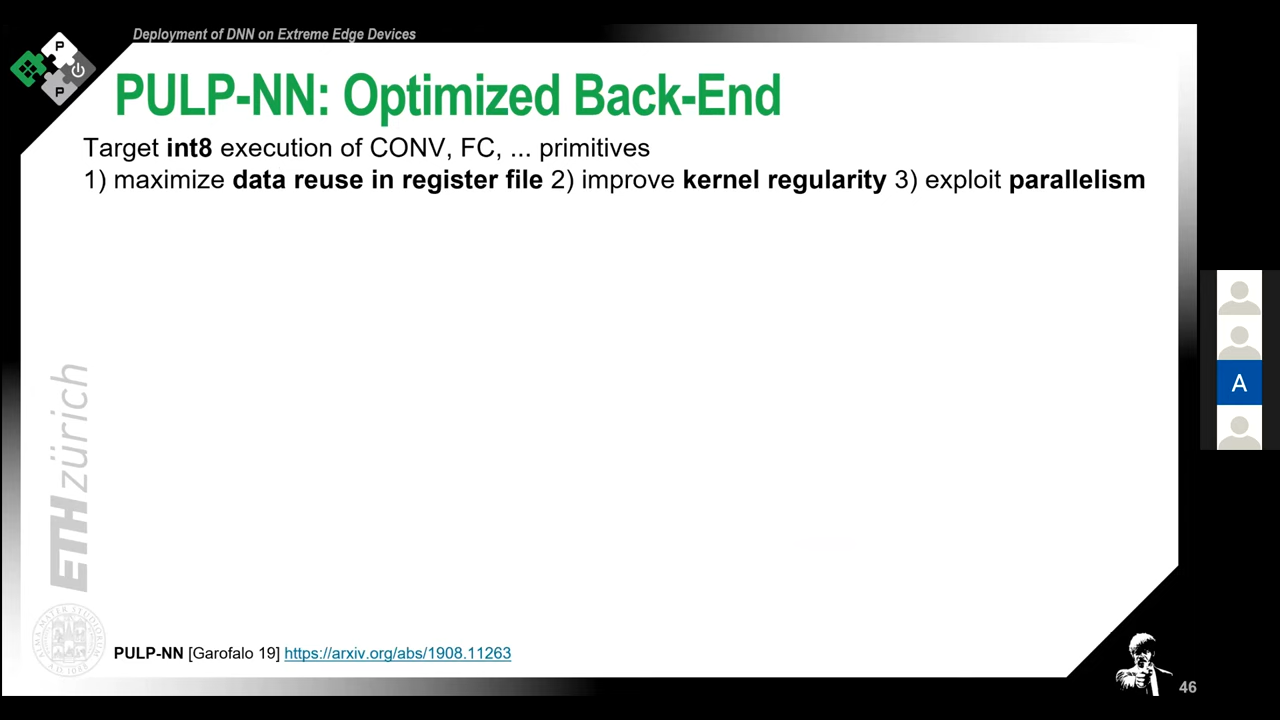 Deployment of DNN on Extreme Edge Devices
P
P
P
PULP-NN: Optimized Back-End
Target int8 execution of CONV, FC, ... primitives
1) maximize data reuse in register file 2) improve kernel regularity 3) exploit parallelism
A
ETH zürich
PULP-NN [Garofalo 19] https://arxiv.org/abs/1908.11263
46